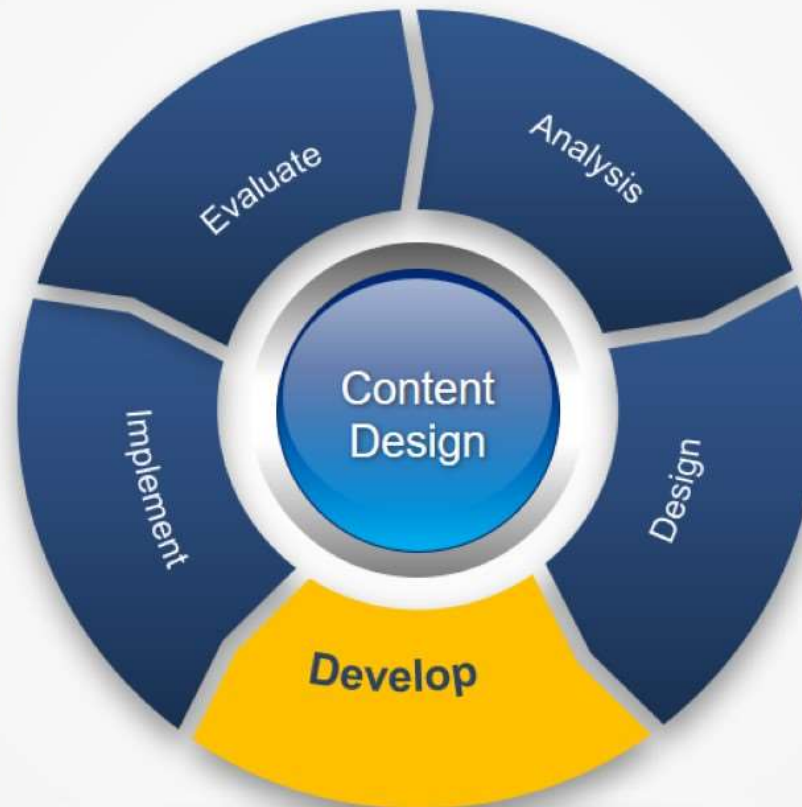 Evaluate
Analysis
Content
Design
Implement
Design
Develop